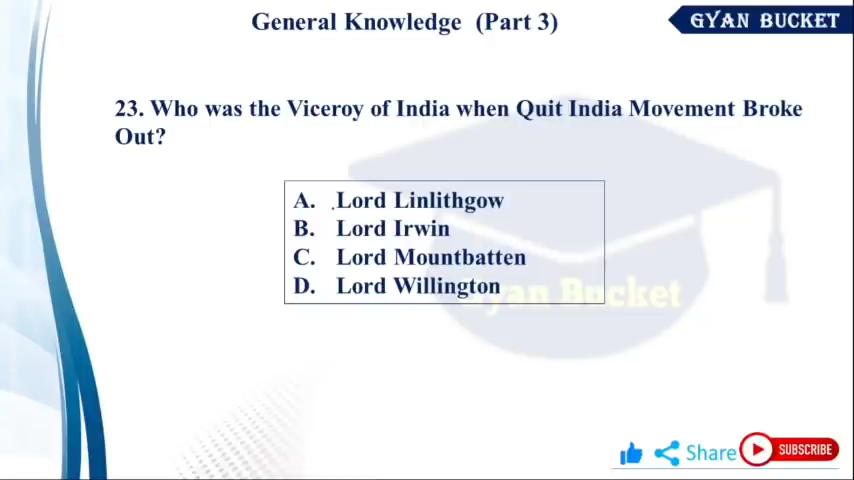 General Knowledge (Part 3)
GYAN BUCKET
23. Who was the Viceroy of India when Quit India Movement Broke
Out?
A. Lord Linlithgow
B. Lord Irwin
C. Lord Mountbatten
D. Lord Willington
Gyan Bucket
Share
SUBSCRIBE